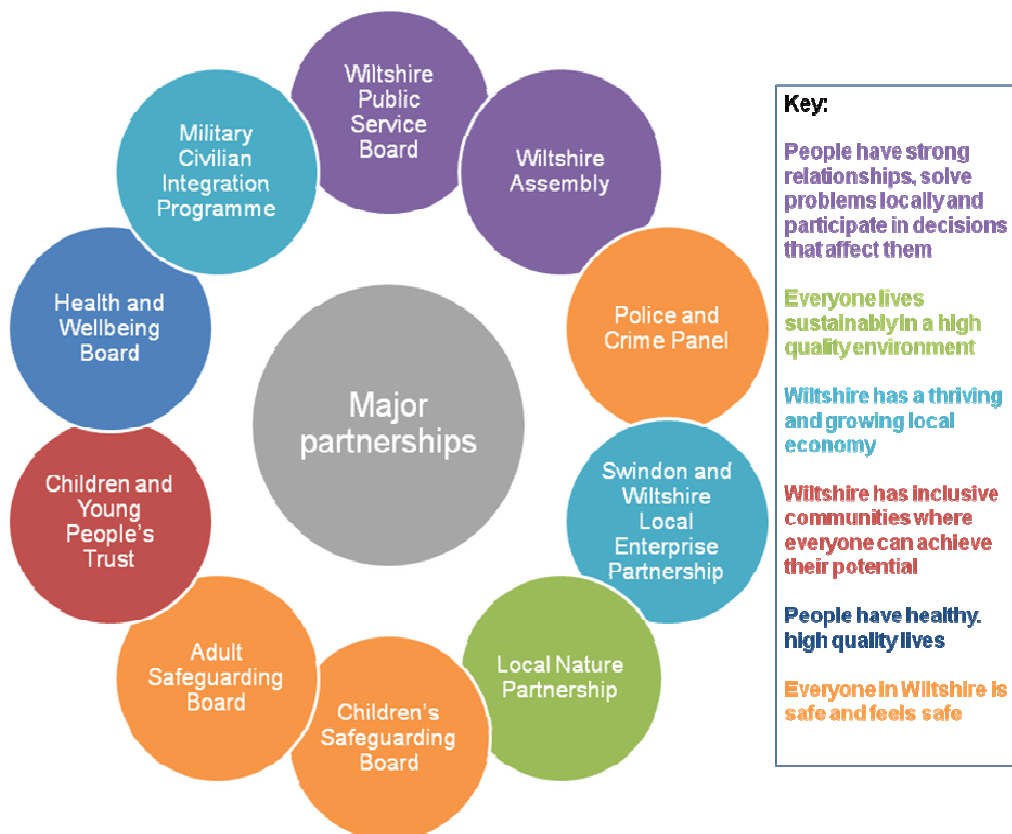 Wiltshire
Public
Service
Board
Wiltshire
Assembly
Police and
Crime Panel
Swindon and
Wiltshire
Local
Enterprise
Partnership
Local Nature
Partnership
Children's
Safeguarding
Board
Adult
Safeguarding
Board
Children and
Young
People's
Trust
Health and
Wellbeing
Board
Military
Civilian
Integration
Programme
Major
partnerships
Key:
People have strong
relationships, solve
problems locally and
participate in decisions
that affect them
Everyone lives
sustainably in a high
quality environment
Wiltshire has a thriving
and growing local
economy
Wiltshire has inclusive
communities where
everyone can achieve
their potential
People have healthy,
high quality lives
Everyone in Wiltshire is
safe and feels safe